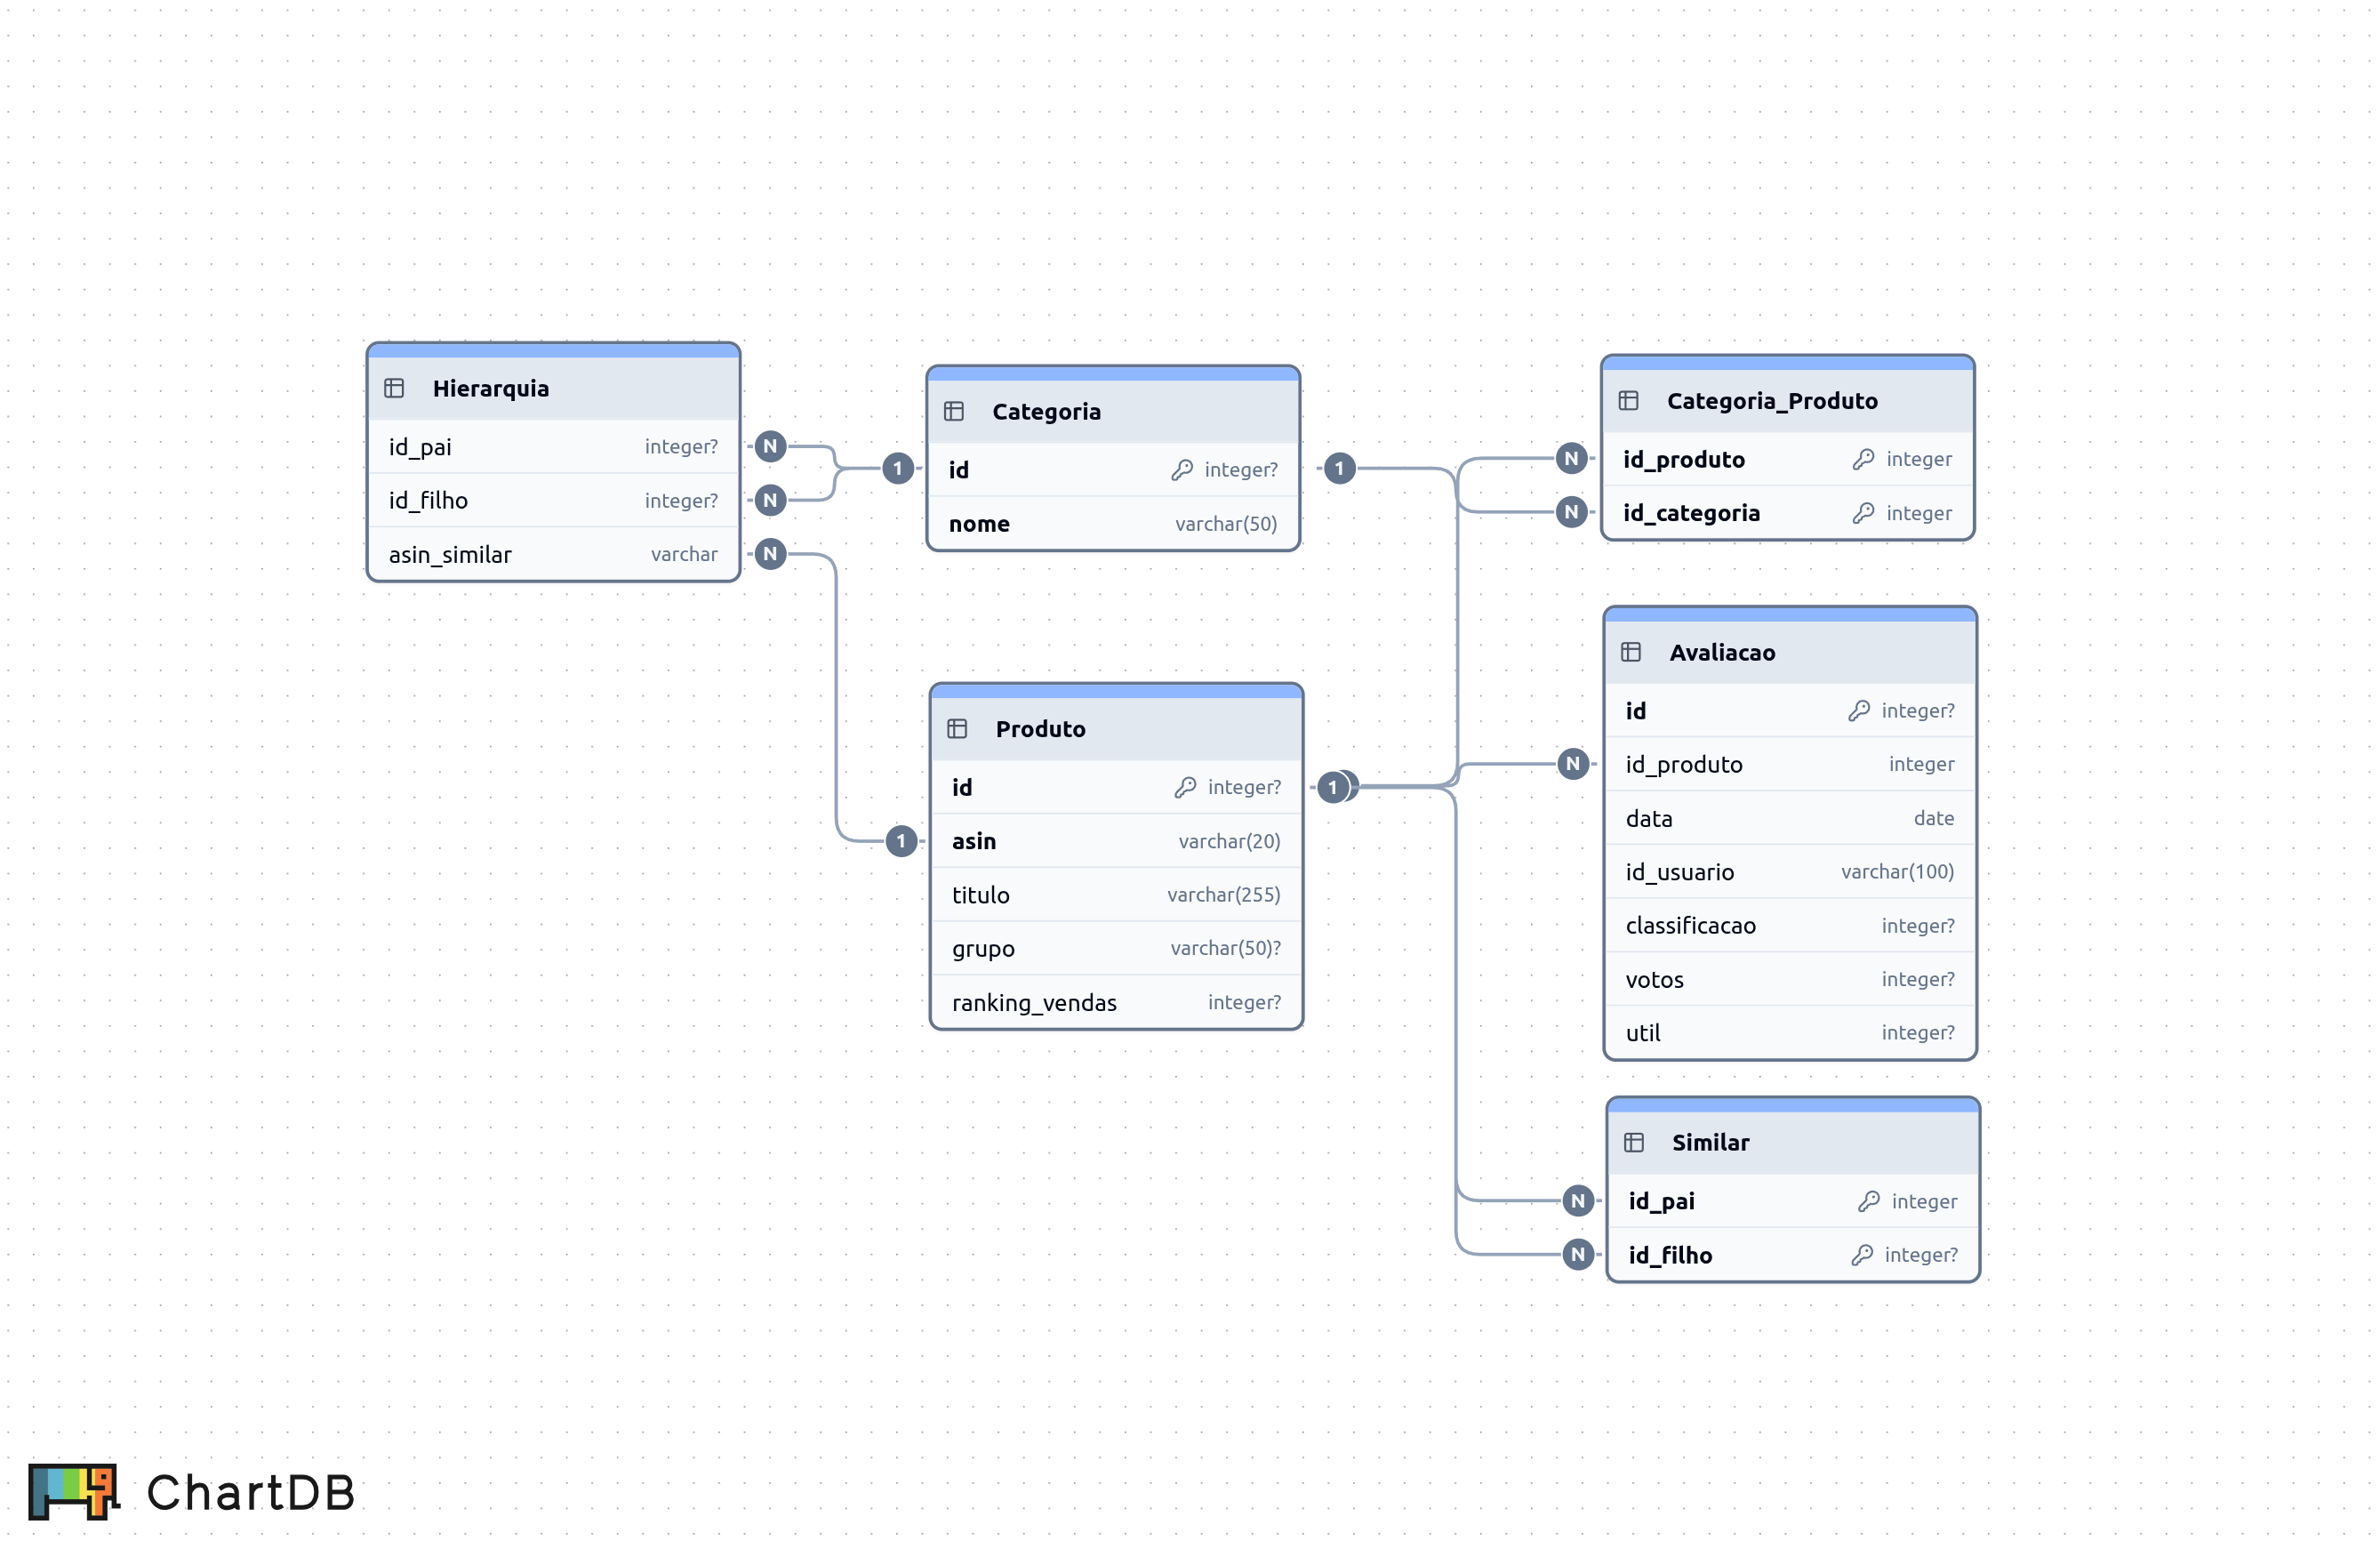 Hierarquia
id_pai integer?
id_filho integer?
asin_similar varchar
N
N
N
1
Categoria
id integer?
nome varchar(50)
1
N
N
Categoria_Produto
id_produto integer
id_categoria integer
1
Produto
id integer?
asin varchar(20)
titulo varchar(255)
grupo varchar(50)?
ranking_vendas integer?
1
N
Avaliacao
id integer?
id_produto integer
data date
id_usuario varchar(100)
classificacao integer?
votos integer?
util integer?
N
N
Similar
id_pai integer
id_filho integer?
ChartDB